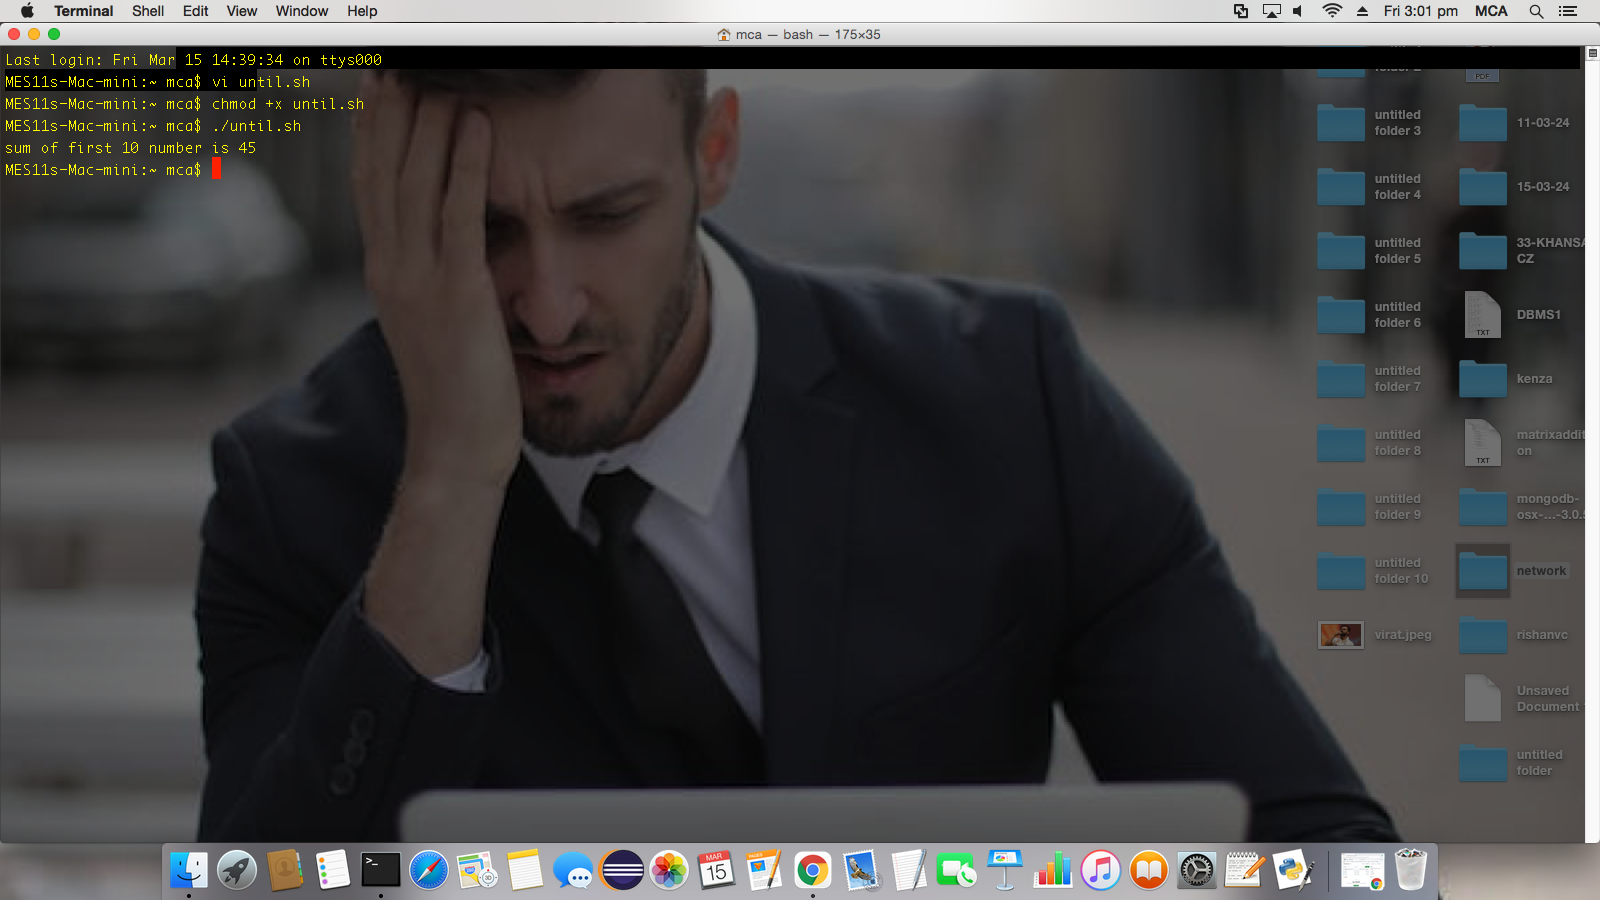 Terminal Shell Edit View Window Help Fri 3:01 pm MCA
mca — bash — 175×35
Last login: Fri Mar 15 14:39:34 on ttys000
MES11s-Mac-mini:~ mca$ vi until.sh
MES11s-Mac-mini:~ mca$ chmod +x until.sh
MES11s-Mac-mini:~ mca$ ./until.sh
sum of first 10 number is 45
MES11s-Mac-mini:~ mca$
PDF
untitled
folder 3
11-03-24
untitled
folder 4
15-03-24
untitled
folder 5
33-KHANSA
CZ
untitled
folder 6
TXT
DBMS1
untitled
folder 7
kenza
untitled
folder 8
TXT
matrixaddit
on
untitled
folder 9
mongodb-
osx-...-3.0.5
untitled
folder 10
network
virat.jpeg
rishanvc
Unsaved
Document
untitled
folder
MAR
15